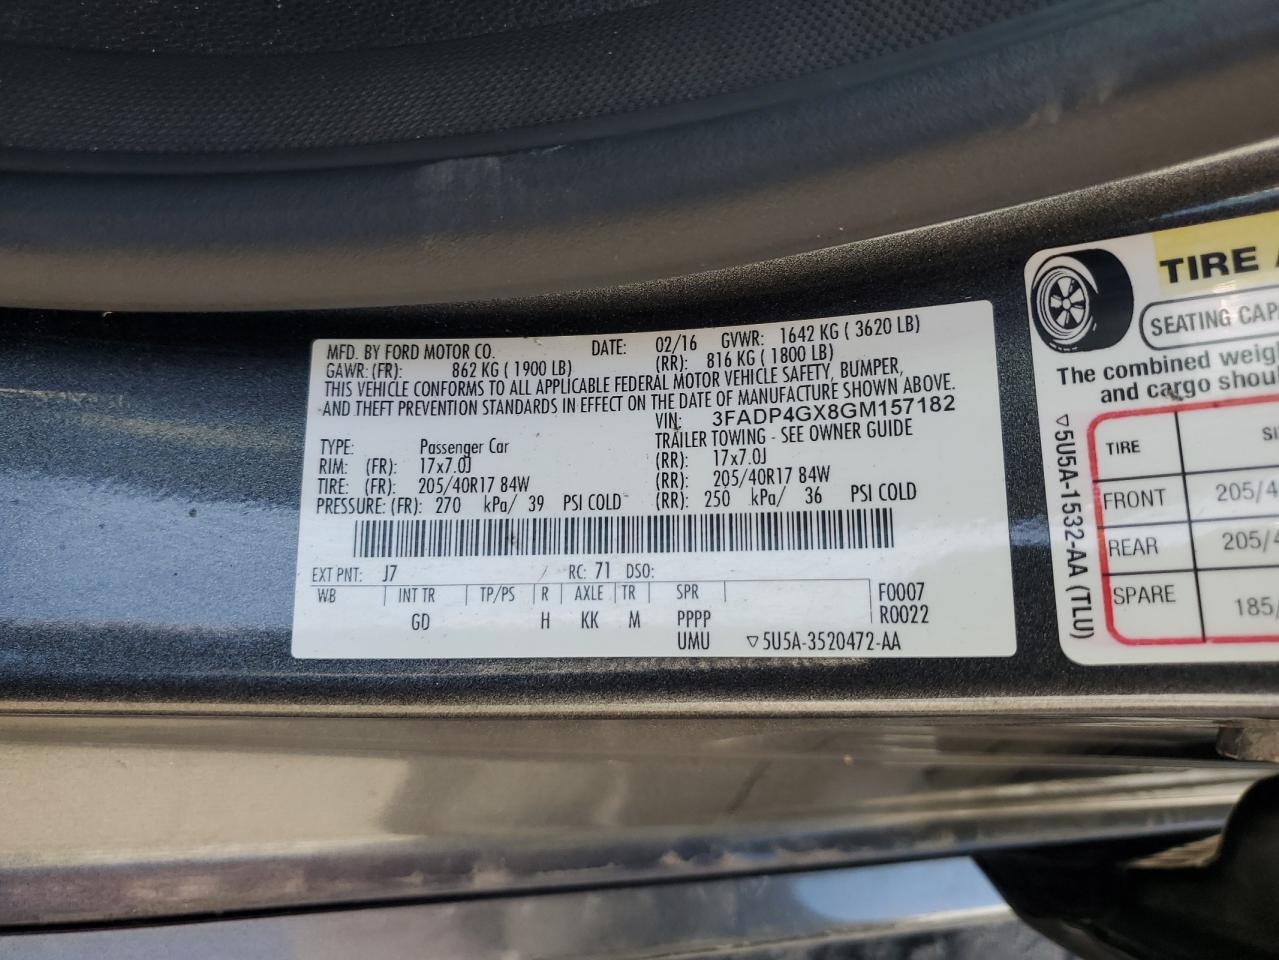 MFD. BY FORD MOTOR CO. DATE: 02/16 GVWR: 1642 KG ( 3620 LB)
GAWR: (FR): 862 KG ( 1900 LB) (RR): 816 KG ( 1800 LB)
THIS VEHICLE CONFORMS TO ALL APPLICABLE FEDERAL MOTOR VEHICLE SAFETY, BUMPER,
AND THEFT PREVENTION STANDARDS IN EFFECT ON THE DATE OF MANUFACTURE SHOWN ABOVE.
VIN: 3FADP4GX8GM157182
TYPE: Passenger Car TRAILER TOWING - SEE OWNER GUIDE
RIM: (FR): 17x7.0J (RR): 17x7.0J
TIRE: (FR): 205/40R17 84W (RR): 205/40R17 84W
PRESSURE: (FR): 270 kPa/ 39 PSI COLD (RR): 250 kPa/ 36 PSI COLD
EXT PNT: J7 / RC: 71 DSO:
WB INT TR TP/PS R AXLE TR SPR F0007
GD H KK M PPPP R0022
UMU ▽5U5A-3520472-AA
TIRE
SEATING CAP
The combined weig
and cargo shoul
TIRE SI
FRONT 205/4
REAR 205/4
SPARE 185/
▽5U5A-1532-AA (TLU)